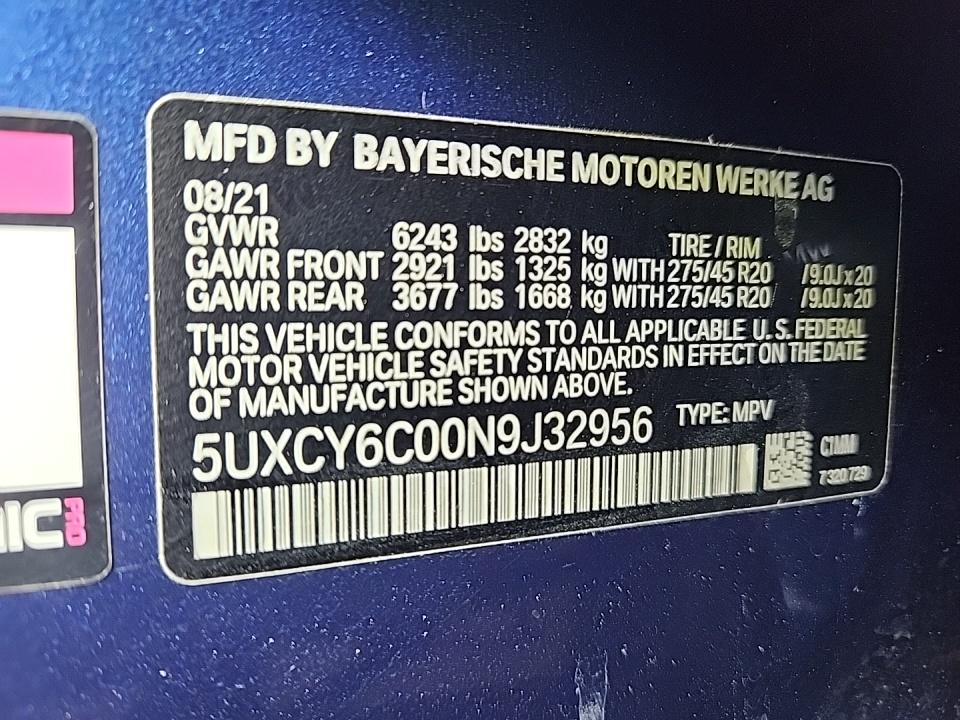 MFD BY BAYERISCHE MOTOREN WERKE AG
08/21
GVWR 6243 lbs 2832 kg TIRE / RIM
GAWR FRONT 2921 lbs 1325 kg WITH 275/45 R20 /9.0J x 20
GAWR REAR 3677 lbs 1668 kg WITH 275/45 R20 /9.0J x 20
THIS VEHICLE CONFORMS TO ALL APPLICABLE U.S. FEDERAL
MOTOR VEHICLE SAFETY STANDARDS IN EFFECT ON THE DATE
OF MANUFACTURE SHOWN ABOVE.
5UXCY6C00N9J32956 TYPE: MPV
C1MM
7320729
PRO